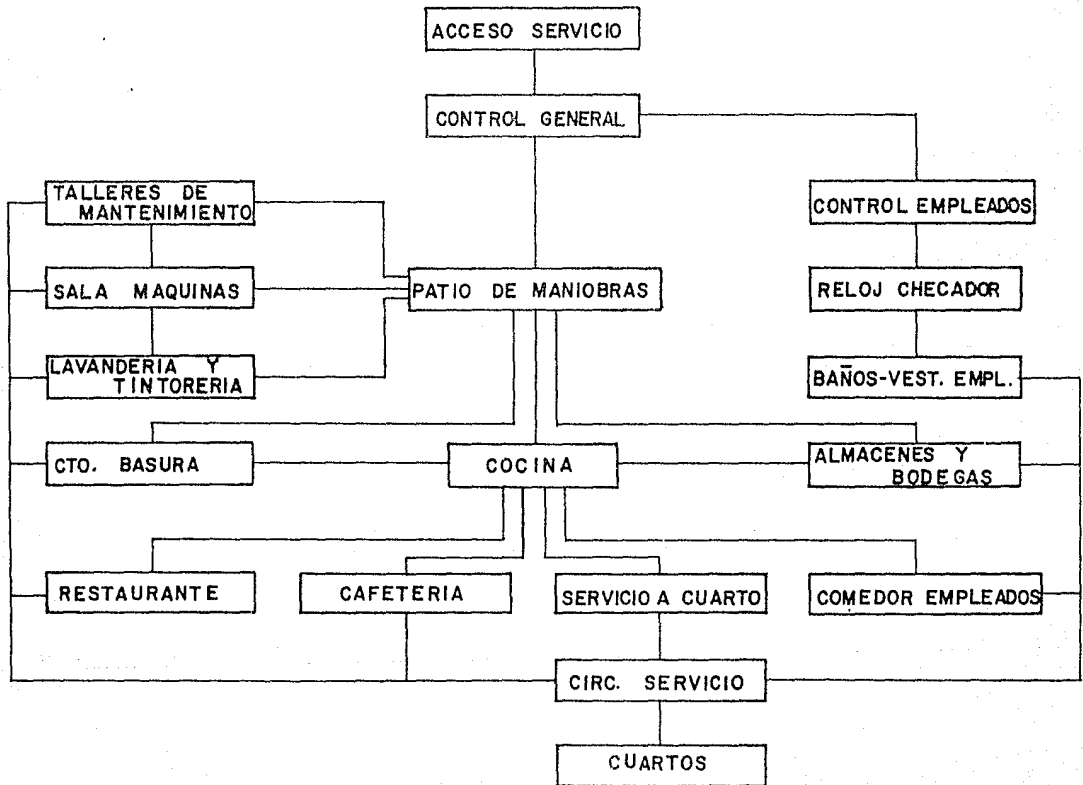 ACCESO SERVICIO
CONTROL GENERAL
TALLERES DE
MANTENIMIENTO
CONTROL EMPLEADOS
SALA MAQUINAS
PATIO DE MANIOBRAS
RELOJ CHECADOR
LAVANDERIA Y
TINTORERIA
BAÑOS-VEST. EMPL.
CTO. BASURA
COCINA
ALMACENES Y
BODEGAS
RESTAURANTE
CAFETERIA
SERVICIO A CUARTO
COMEDOR EMPLEADOS
CIRC. SERVICIO
CUARTOS